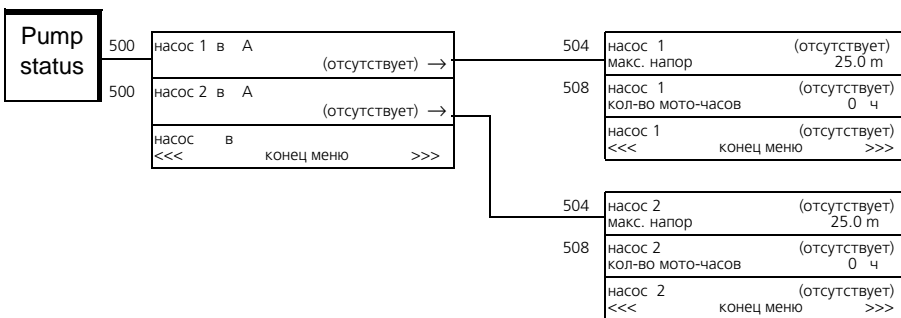 Pump
status
500
насос 1 в А
(отсутствует) →
500
насос 2 в А
(отсутствует) →
насос в
<<< конец меню >>>
504
насос 1 (отсутствует)
макс. напор 25.0 m
508
насос 1 (отсутствует)
кол-во мото-часов 0 ч
насос 1 (отсутствует)
<<< конец меню >>>
504
насос 2 (отсутствует)
макс. напор 25.0 m
508
насос 2 (отсутствует)
кол-во мото-часов 0 ч
насос 2 (отсутствует)
<<< конец меню >>>